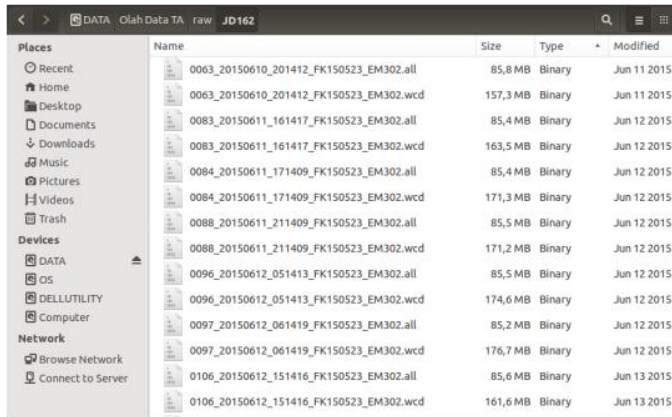 DATA Olah Data TA raw JD162
Places
Recent
Home
Desktop
Documents
Downloads
Music
Pictures
Videos
Trash
Devices
DATA
OS
DELLUTILITY
Computer
Network
Browse Network
Connect to Server
Name Size Type Modified
0063_20150610_201412_FK150523_EM302.all 85,8 MB Binary Jun 11 2015
0063_20150610_201412_FK150523_EM302.wcd 157,3 MB Binary Jun 11 2015
0083_20150611_161417_FK150523_EM302.all 85,4 MB Binary Jun 12 2015
0083_20150611_161417_FK150523_EM302.wcd 163,5 MB Binary Jun 12 2015
0084_20150611_171409_FK150523_EM302.all 85,4 MB Binary Jun 12 2015
0084_20150611_171409_FK150523_EM302.wcd 171,3 MB Binary Jun 12 2015
0088_20150611_211409_FK150523_EM302.all 85,5 MB Binary Jun 12 2015
0088_20150611_211409_FK150523_EM302.wcd 171,2 MB Binary Jun 12 2015
0096_20150612_051413_FK150523_EM302.all 85,5 MB Binary Jun 12 2015
0096_20150612_051413_FK150523_EM302.wcd 174,6 MB Binary Jun 12 2015
0097_20150612_061419_FK150523_EM302.all 85,2 MB Binary Jun 12 2015
0097_20150612_061419_FK150523_EM302.wcd 176,7 MB Binary Jun 12 2015
0106_20150612_151416_FK150523_EM302.all 85,6 MB Binary Jun 13 2015
0106_20150612_151416_FK150523_EM302.wcd 161,6 MB Binary Jun 13 2015